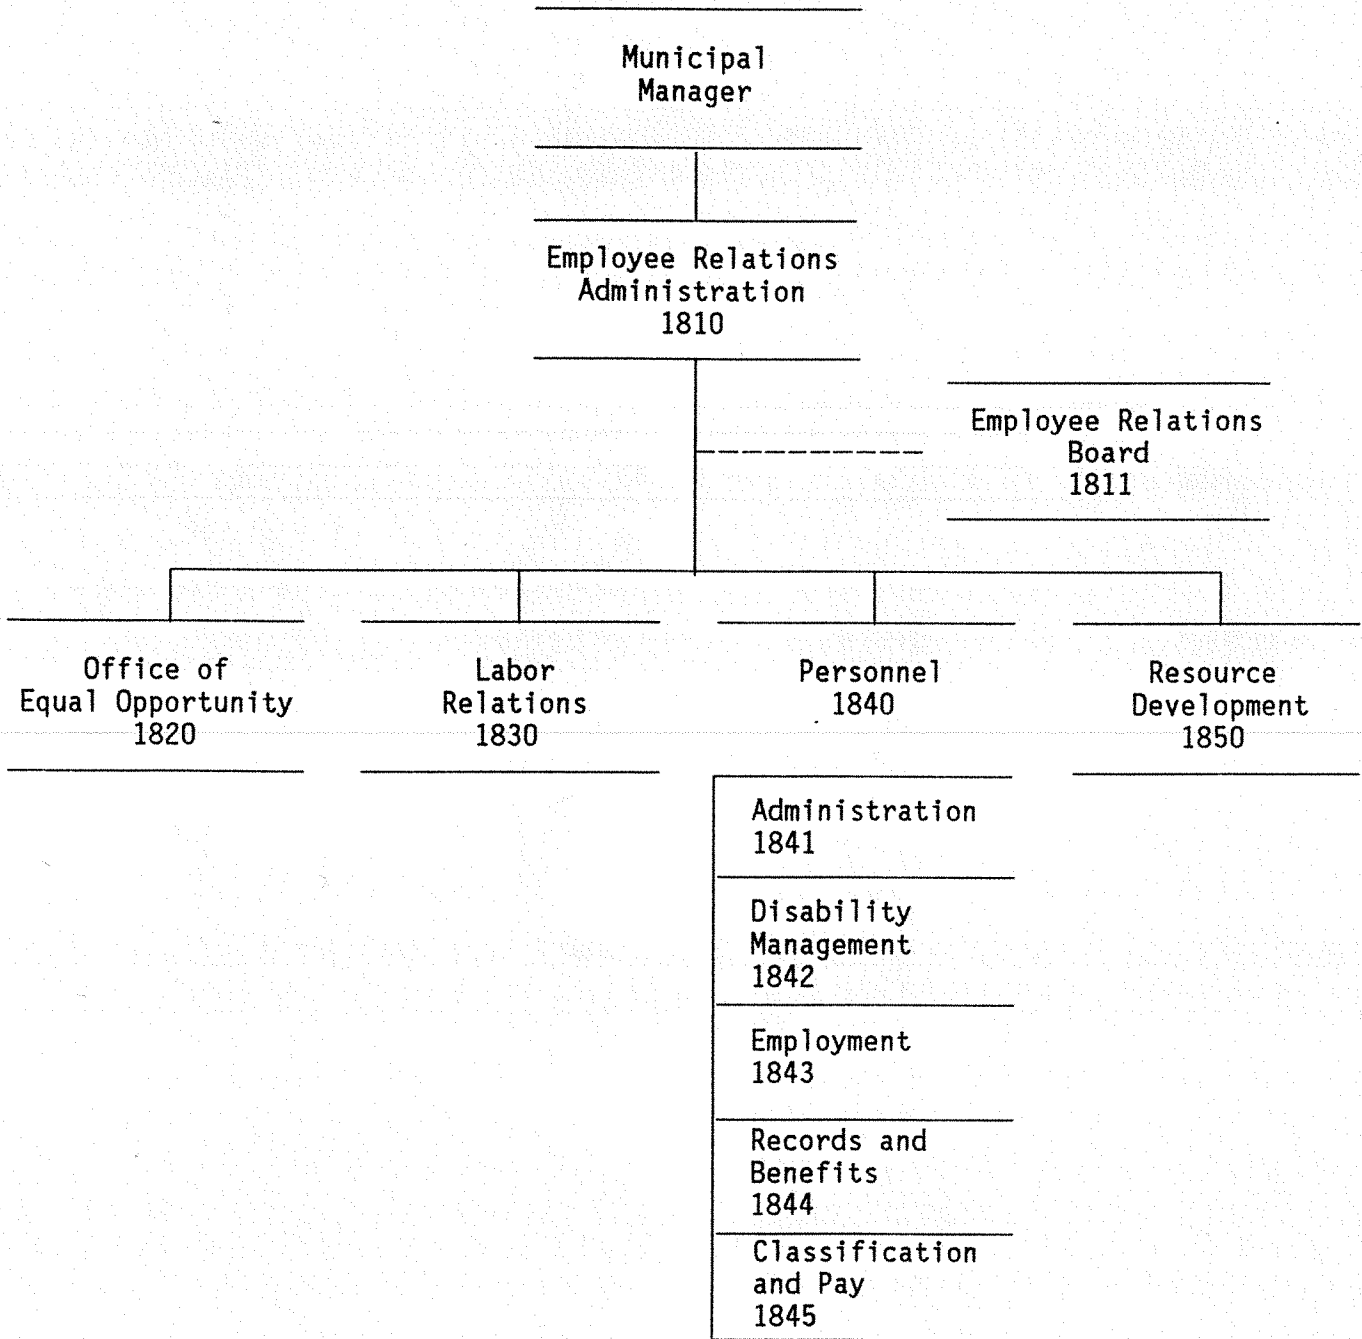 Municipal
Manager
Employee Relations
Administration
1810
Employee Relations
Board
1811
Office of
Equal Opportunity
1820
Labor
Relations
1830
Personnel
1840
Resource
Development
1850
Administration
1841
Disability
Management
1842
Employment
1843
Records and
Benefits
1844
Classification
and Pay
1845